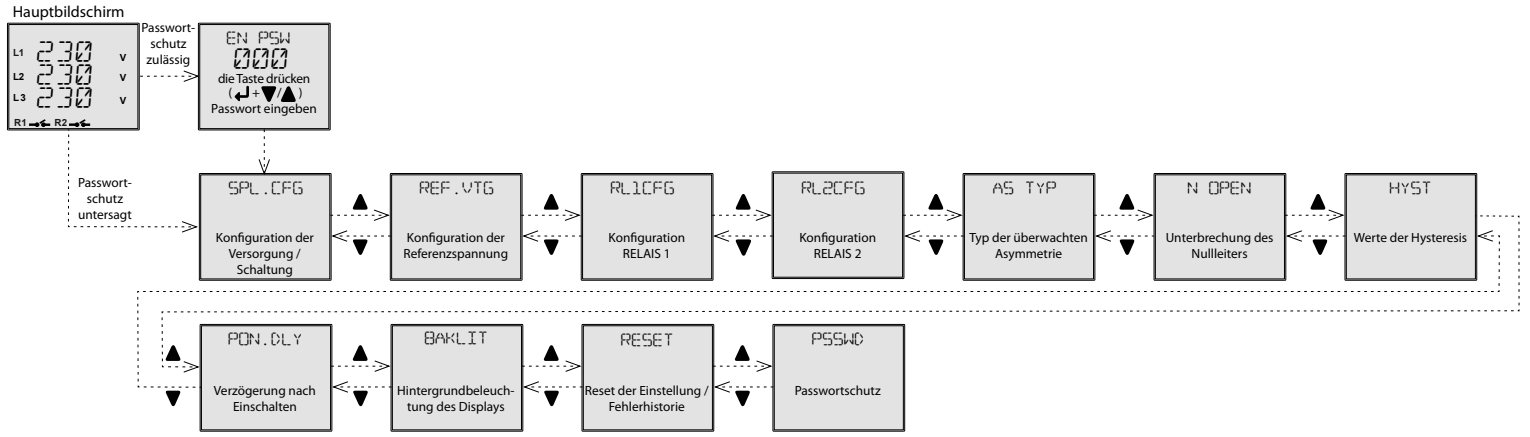 Hauptbildschirm
L1 230 V
L2 230 V
L3 230 V
R1 R2
Passwort-
schutz
zulässig
EN PSW
000
die Taste drücken
(↵+▼/▲)
Passwort eingeben
Passwort-
schutz
untersagt
SPL.CFG
Konfiguration der
Versorgung /
Schaltung
REF.VTG
Konfiguration der
Referenzspannung
RL1CFG
Konfiguration
RELAIS 1
RL2CFG
Konfiguration
RELAIS 2
AS TYP
Typ der überwachten
Asymmetrie
N OPEN
Unterbrechung des
Nullleiters
HYST
Werte der Hysteresis
PON.DLY
Verzögerung nach
Einschalten
BAKLIT
Hintergrundbeleuch-
tung des Displays
RESET
Reset der Einstellung /
Fehlerhistorie
PSSWD
Passwortschutz